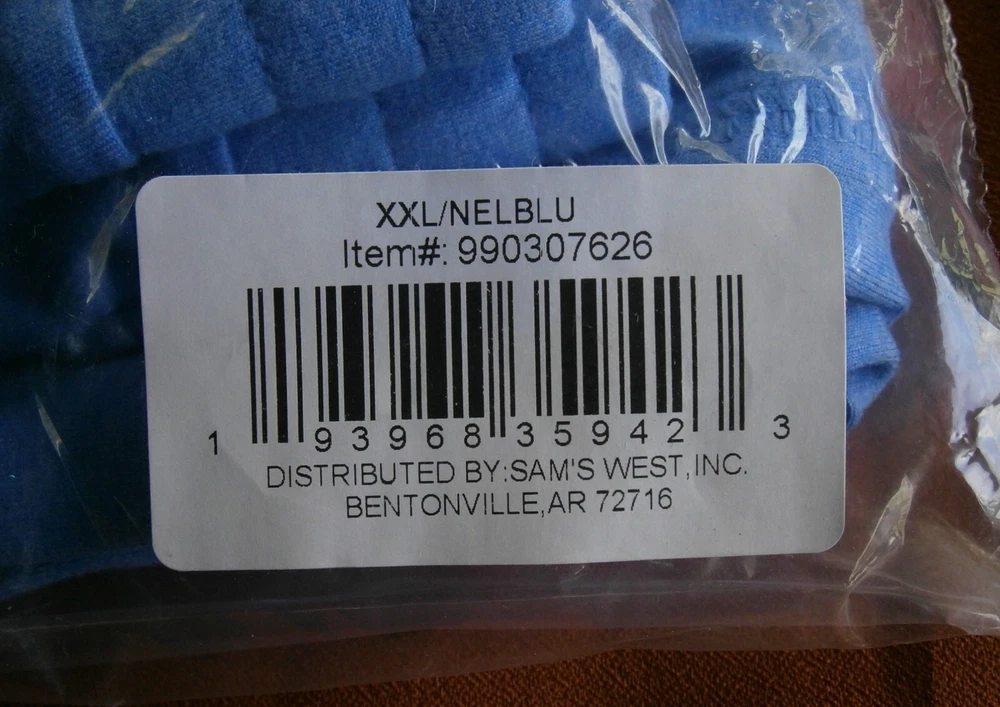 XXL/NELBLU
Item#: 990307626
1 93968 35942 3
DISTRIBUTED BY:SAM'S WEST,INC.
BENTONVILLE,AR 72716